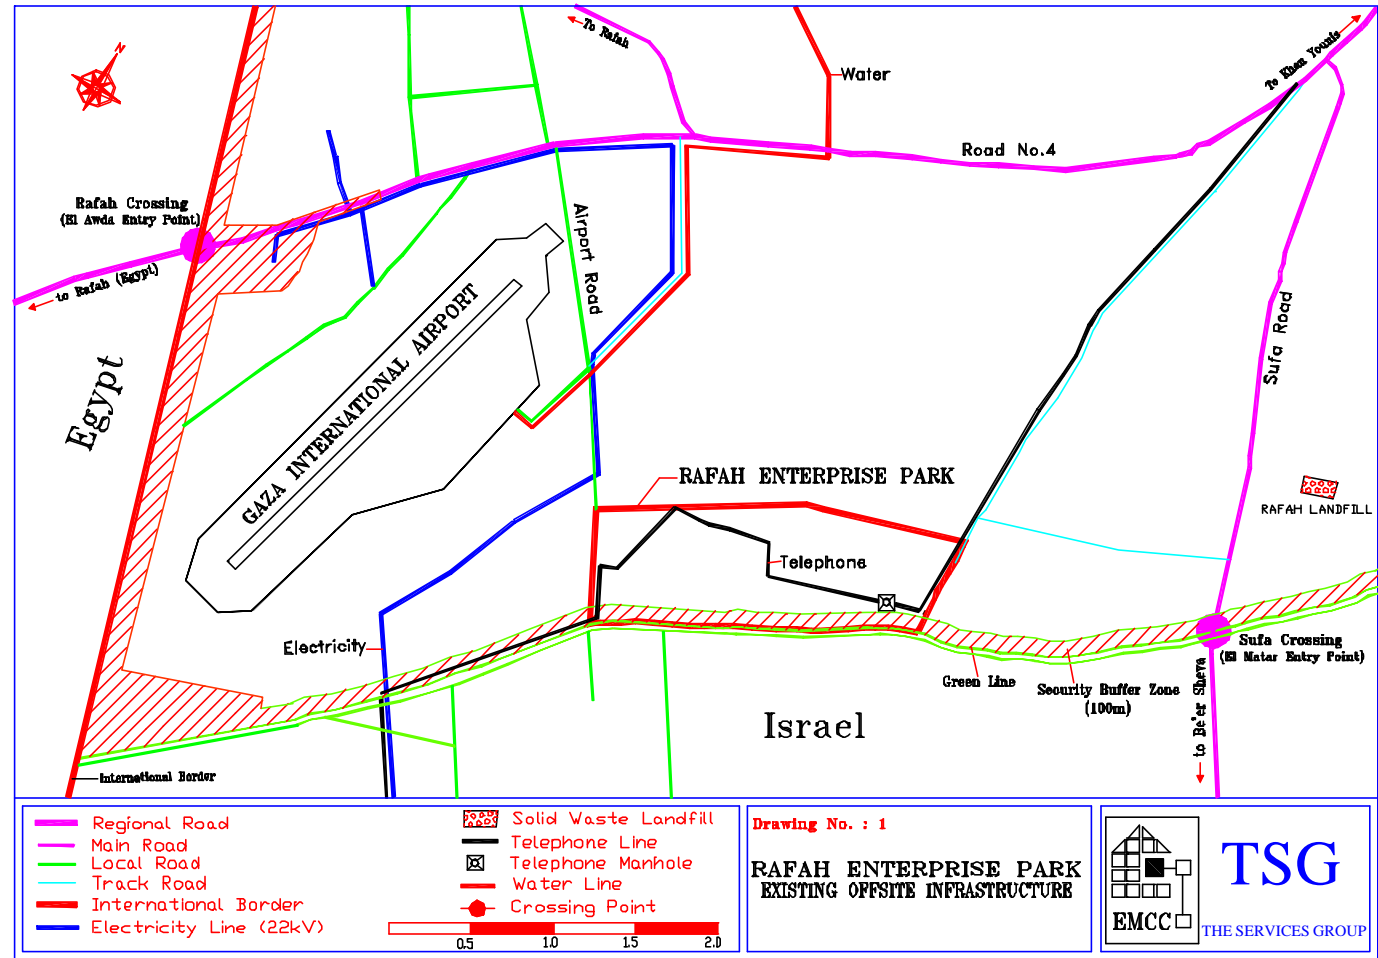 N
To Rafah
Water
To Khan Younis
Road No.4
Rafah Crossing
(El Awda Entry Point)
to Rafah (Egypt)
Airport Road
GAZA INTERNATIONAL AIRPORT
Egypt
Sufa Road
RAFAH ENTERPRISE PARK
RAFAH LANDFILL
Telephone
Electricity
Sufa Crossing
(El Matar Entry Point)
Green Line
Security Buffer Zone
(100m)
to Be'er Sheva
Israel
International Border
Regional Road
Main Road
Local Road
Track Road
International Border
Electricity Line (22kV)
Solid Waste Landfill
Telephone Line
Telephone Manhole
Water Line
Crossing Point
0.5 1.0 1.5 2.0
Drawing No. : 1
RAFAH ENTERPRISE PARK
EXISTING OFFSITE INFRASTRUCTURE
EMCC
TSG
THE SERVICES GROUP